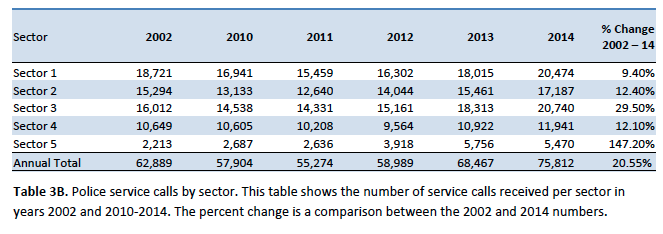 Sector 2002 2010 2011 2012 2013 2014 % Change 2002 – 14
Sector 1 18,721 16,941 15,459 16,302 18,015 20,474 9.40%
Sector 2 15,294 13,133 12,640 14,044 15,461 17,187 12.40%
Sector 3 16,012 14,538 14,331 15,161 18,313 20,740 29.50%
Sector 4 10,649 10,605 10,208 9,564 10,922 11,941 12.10%
Sector 5 2,213 2,687 2,636 3,918 5,756 5,470 147.20%
Annual Total 62,889 57,904 55,274 58,989 68,467 75,812 20.55%
Table 3B. Police service calls by sector. This table shows the number of service calls received per sector in
years 2002 and 2010-2014. The percent change is a comparison between the 2002 and 2014 numbers.